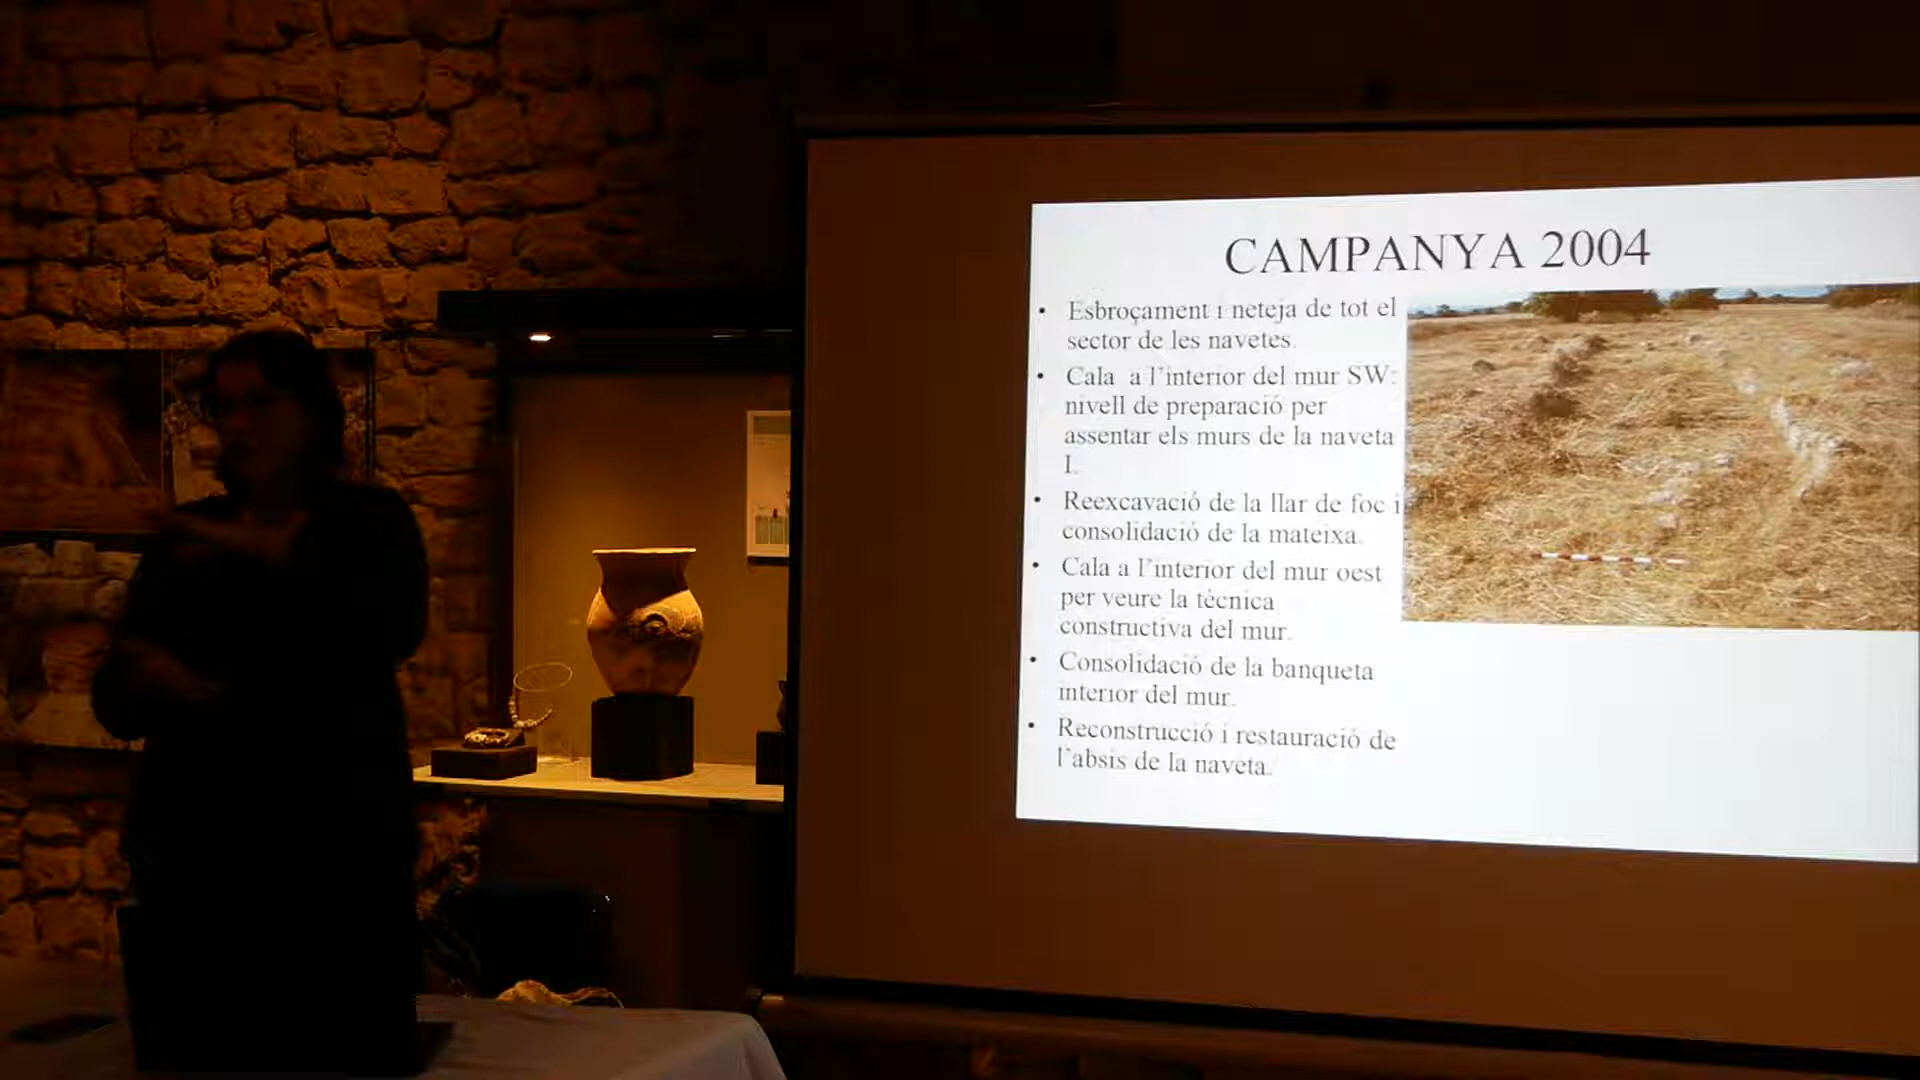 CAMPANYA 2004
• Esbroçament i neteja de tot el
sector de les navetes.
• Cala a l'interior del mur SW:
nivell de preparació per
assentar els murs de la naveta
I.
• Reexcavació de la llar de foc i
consolidació de la mateixa.
• Cala a l'interior del mur oest
per veure la tècnica
constructiva del mur.
• Consolidació de la banqueta
interior del mur.
• Reconstrucció i restauració de
l'absis de la naveta.